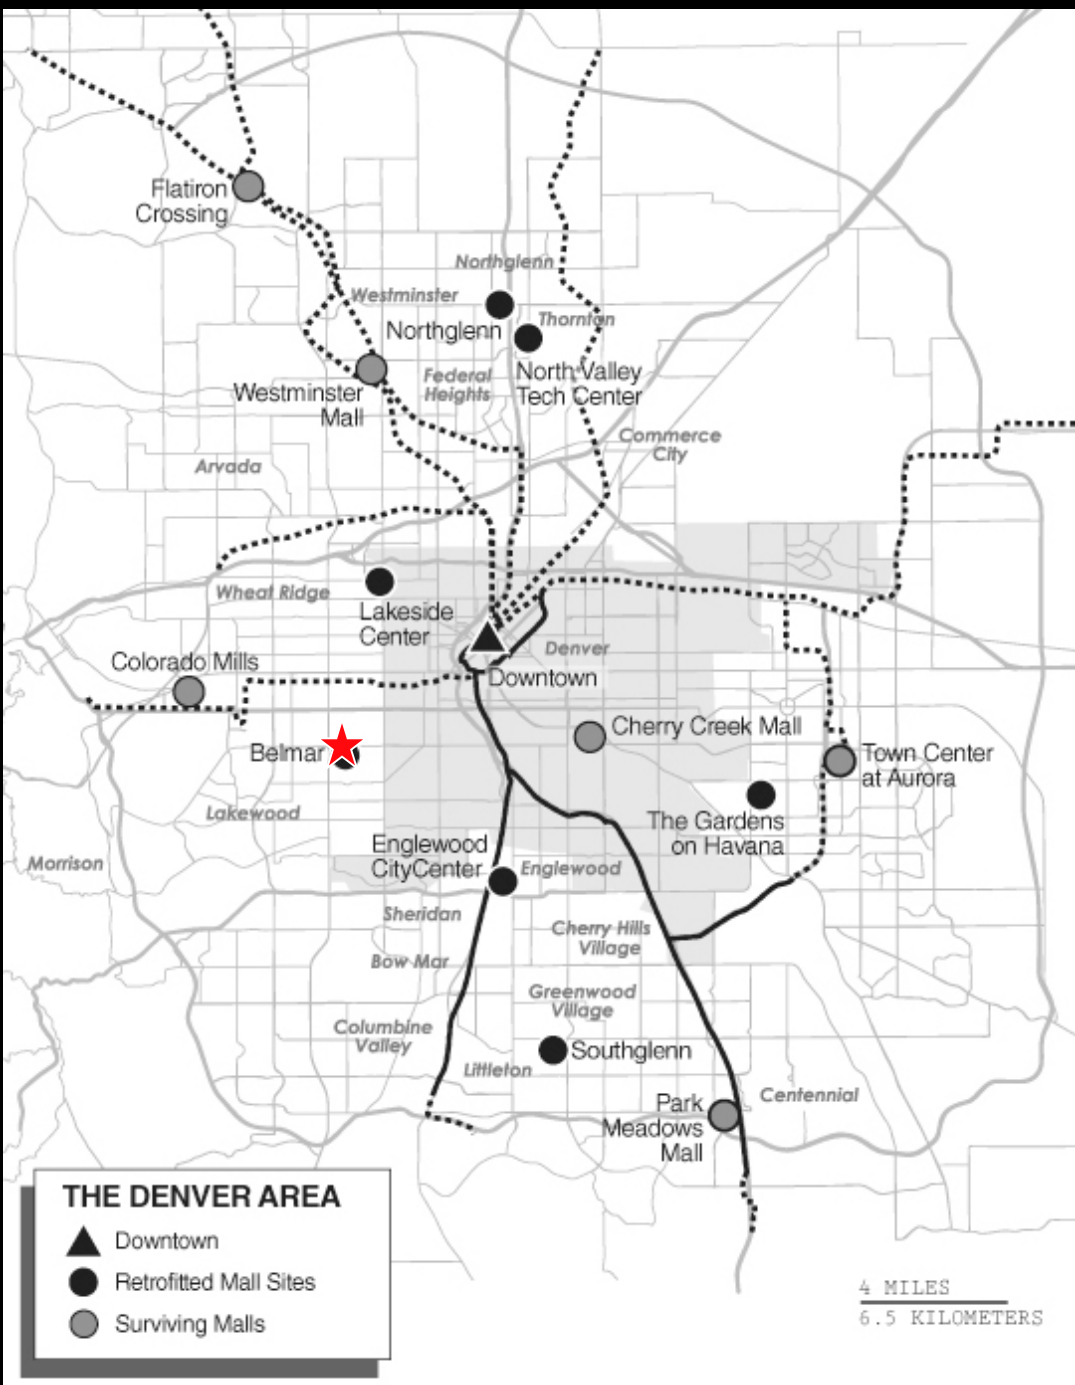 Flatiron
Crossing
Northglenn
Westminster
Northglenn
Thornton
Westminster
Mall
Federal
Heights
North Valley
Tech Center
Commerce
City
Arvada
Wheat Ridge
Lakeside
Center
Denver
Colorado Mills
Downtown
Cherry Creek Mall
Belmar
Town Center
at Aurora
Lakewood
The Gardens
on Havana
Morrison
Englewood
CityCenter
Englewood
Sheridan
Cherry Hills
Village
Bow Mar
Greenwood
Village
Columbine
Valley
Southglenn
Littleton
Park
Meadows
Mall
Centennial
THE DENVER AREA
Downtown
Retrofitted Mall Sites
Surviving Malls
4 MILES
6.5 KILOMETERS